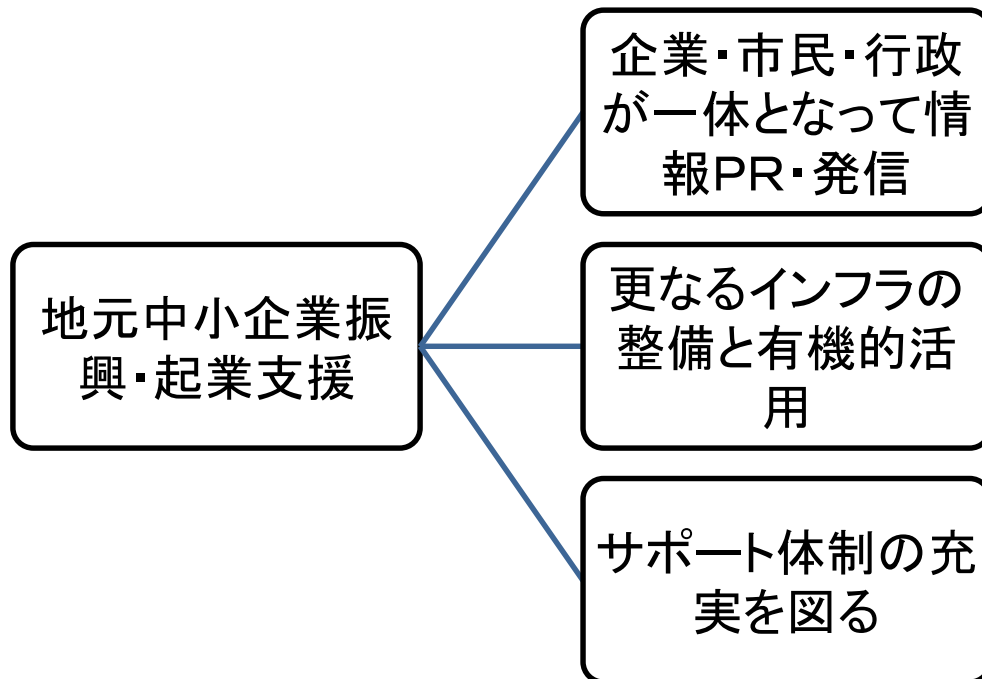 地元中小企業振
興・起業支援
企業・市民・行政
が一体となって情
報PR・発信
更なるインフラの
整備と有機的活
用
サポート体制の充
実を図る